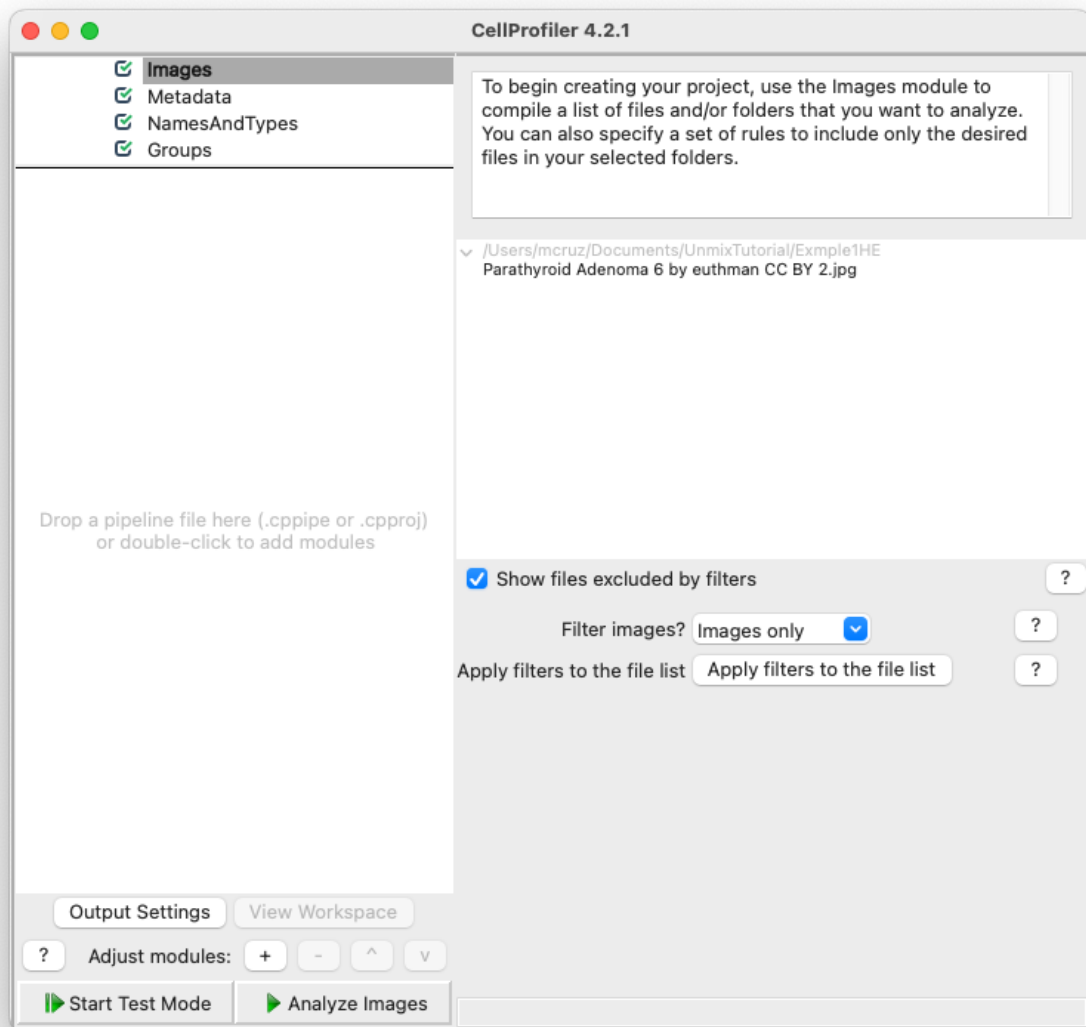 CellProfiler 4.2.1
Images
Metadata
NamesAndTypes
Groups
Drop a pipeline file here (.cppipe or .cpproj)
or double-click to add modules
Output Settings
View Workspace
?
Adjust modules:
+
-
^
v
Start Test Mode
Analyze Images
To begin creating your project, use the Images module to
compile a list of files and/or folders that you want to analyze.
You can also specify a set of rules to include only the desired
files in your selected folders.
/Users/mcruz/Documents/UnmixTutorial/Exmple1HE
Parathyroid Adenoma 6 by euthman CC BY 2.jpg
Show files excluded by filters
?
Filter images?
Images only
?
Apply filters to the file list
Apply filters to the file list
?